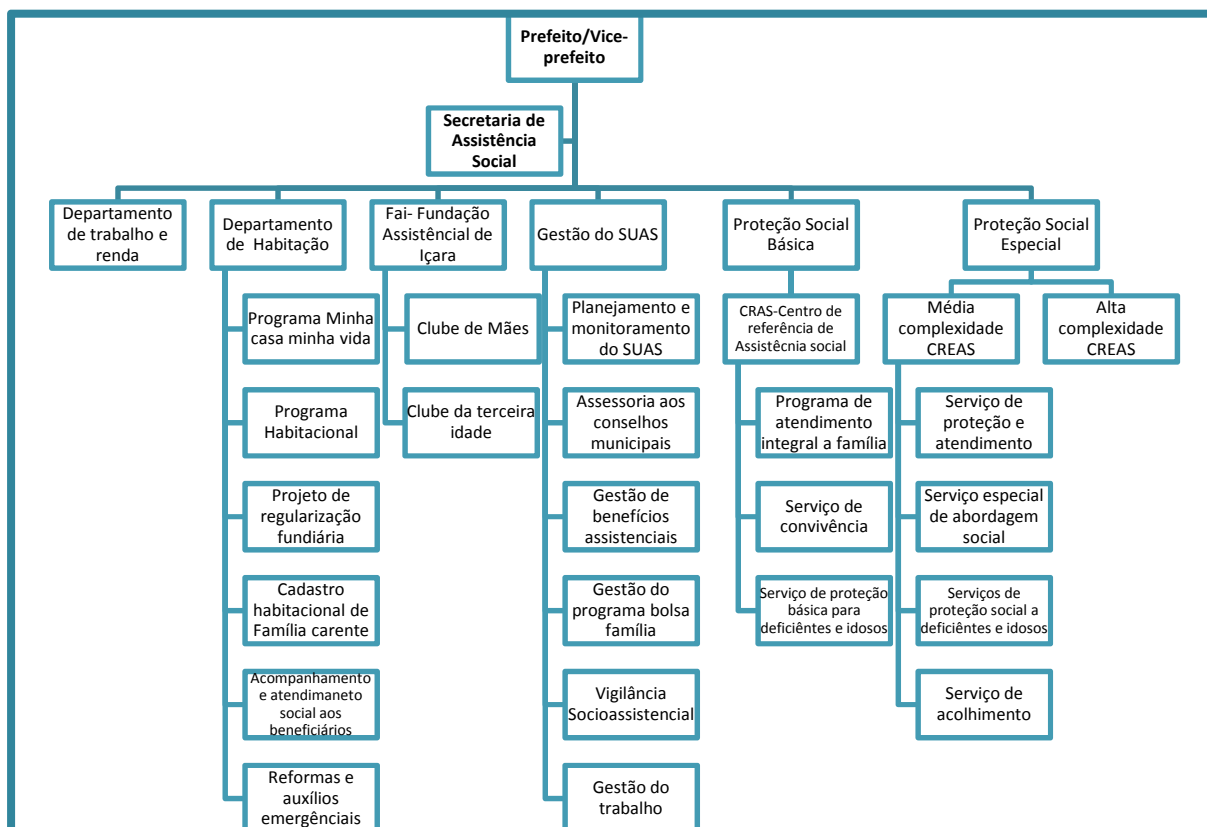 Prefeito/Vice-
prefeito
Secretaria de
Assistência
Social
Departamento
de trabalho e
renda
Departamento
de Habitação
Fai- Fundação
Assistêncial de
Içara
Gestão do SUAS
Proteção Social
Básica
Proteção Social
Especial
Programa Minha
casa minha vida
Programa
Habitacional
Projeto de
regularização
fundiária
Cadastro
habitacional de
Família carente
Acompanhamento
e atendimaneto
social aos
beneficiários
Reformas e
auxílios
emergênciais
Clube de Mães
Clube da terceira
idade
Planejamento e
monitoramento
do SUAS
Assessoria aos
conselhos
municipais
Gestão de
benefícios
assistenciais
Gestão do
programa bolsa
família
Vigilância
Socioassistencial
Gestão do
trabalho
CRAS-Centro de
referência de
Assistêcnia social
Programa de
atendimento
integral a família
Serviço de
convivência
Serviço de proteção
básica para
deficiêntes e idosos
Média
complexidade
CREAS
Serviço de
proteção e
atendimento
Serviço especial
de abordagem
social
Serviços de
proteção social a
deficiêntes e idosos
Serviço de
acolhimento
Alta
complexidade
CREAS